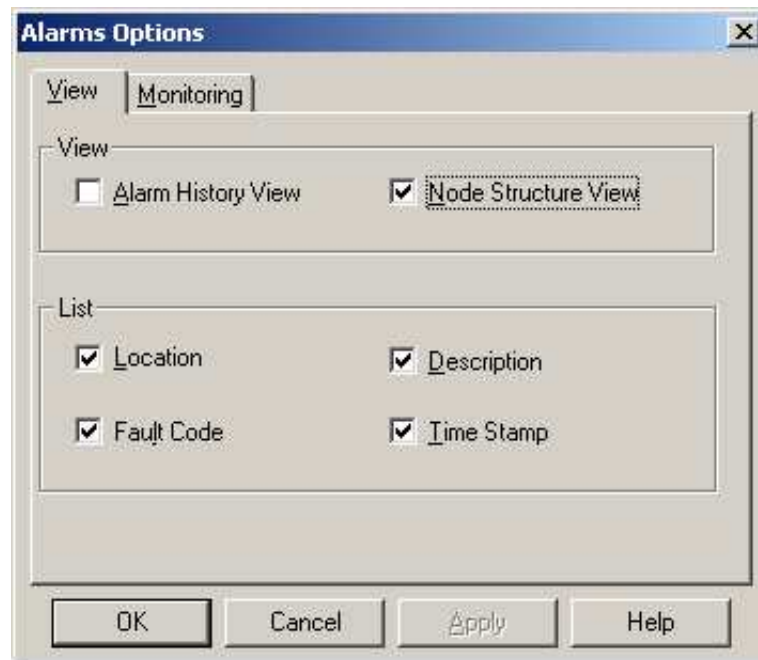 Alarms Options
View Monitoring
View
Alarm History View Node Structure View
List
Location Description
Fault Code Time Stamp
OK Cancel Apply Help